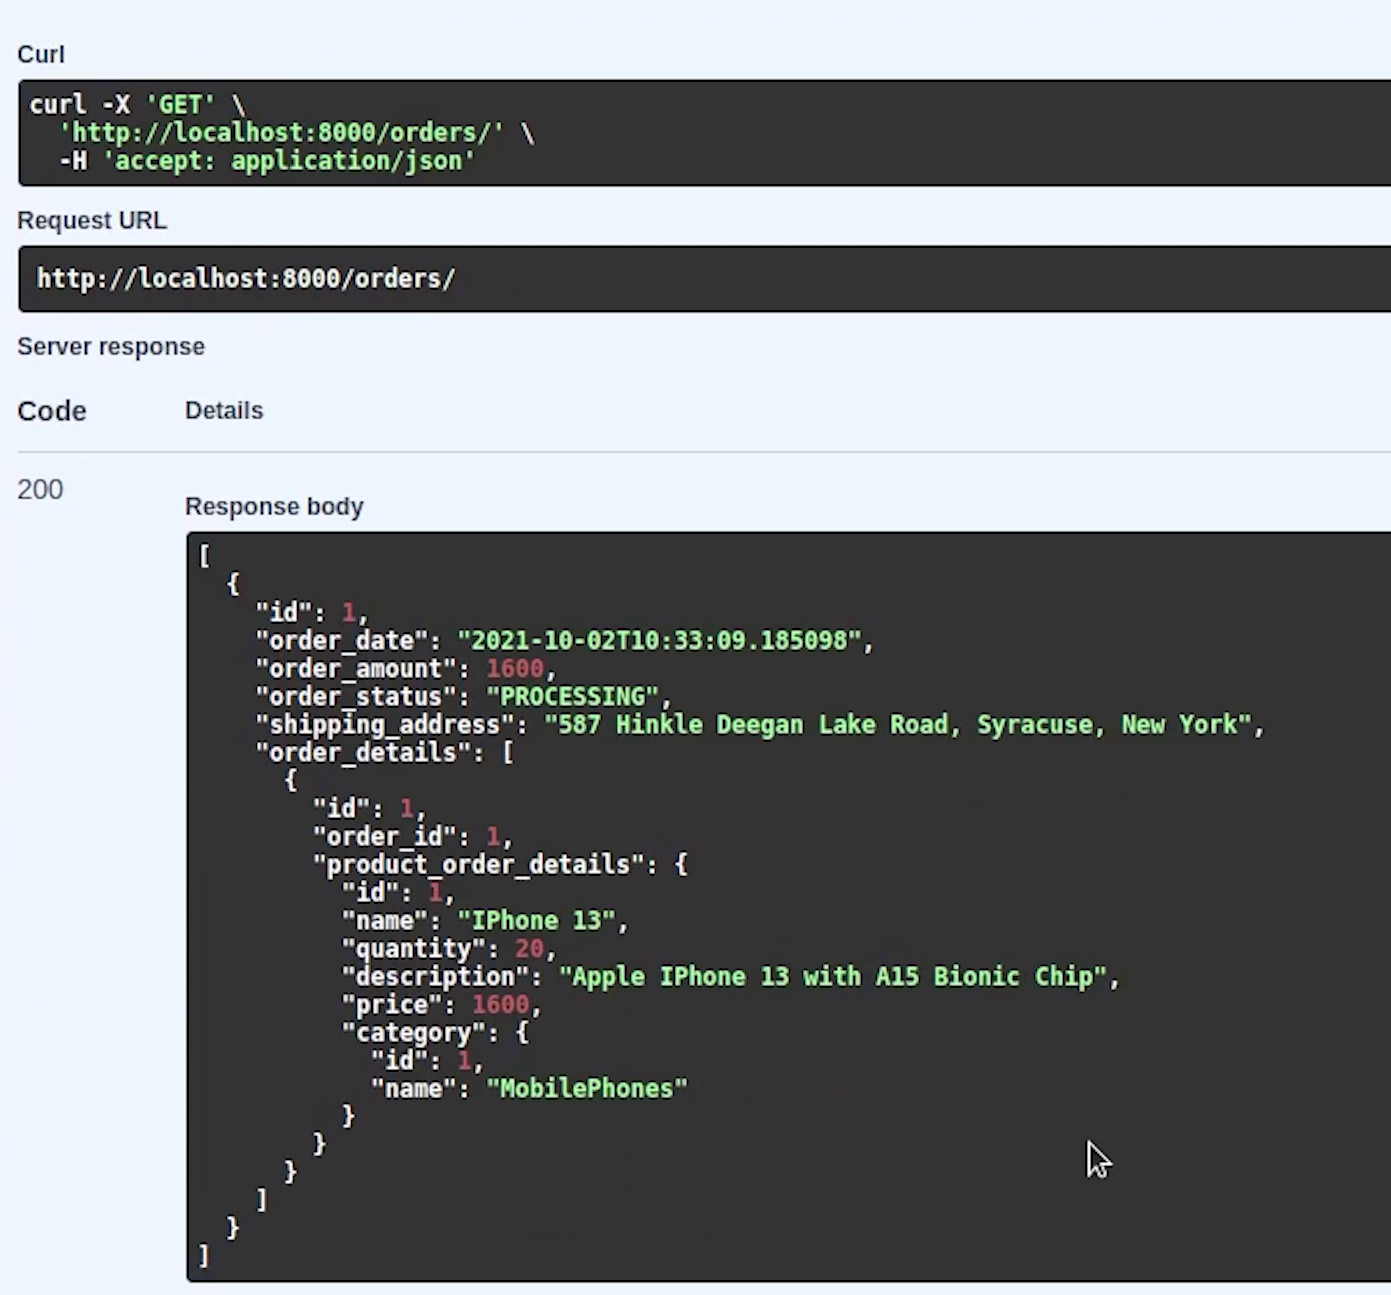 Curl
curl -X 'GET' \
  'http://localhost:8000/orders/' \
  -H 'accept: application/json'
Request URL
http://localhost:8000/orders/
Server response
Code Details
200
Response body
[
  {
    "id": 1,
    "order_date": "2021-10-02T10:33:09.185098",
    "order_amount": 1600,
    "order_status": "PROCESSING",
    "shipping_address": "587 Hinkle Deegan Lake Road, Syracuse, New York",
    "order_details": [
      {
        "id": 1,
        "order_id": 1,
        "product_order_details": {
          "id": 1,
          "name": "IPhone 13",
          "quantity": 20,
          "description": "Apple IPhone 13 with A15 Bionic Chip",
          "price": 1600,
          "category": {
            "id": 1,
            "name": "MobilePhones"
          }
        }
      }
    ]
  }
]